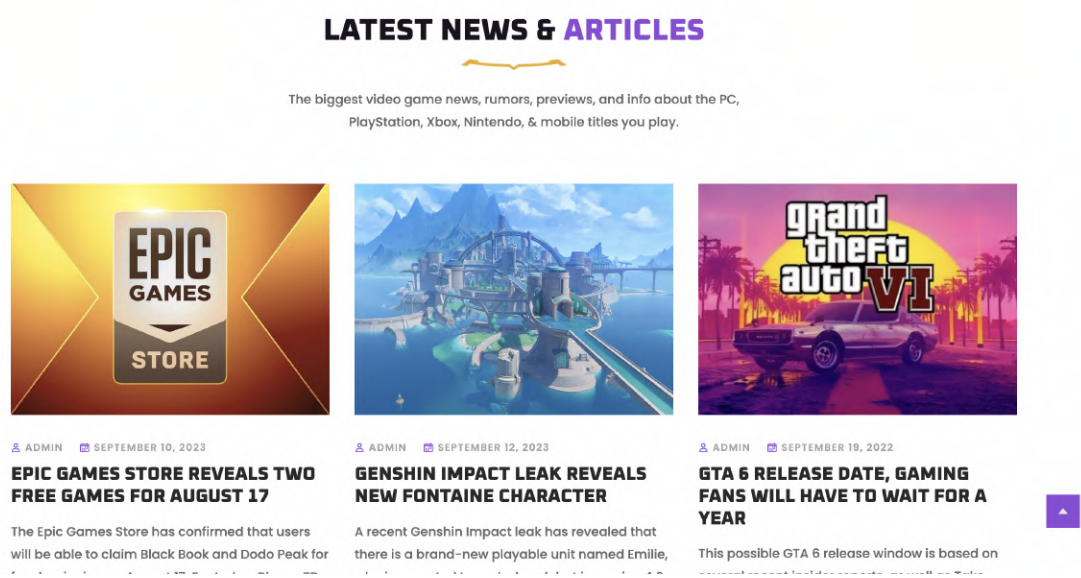 LATEST NEWS & ARTICLES
The biggest video game news, rumors, previews, and info about the PC,
PlayStation, Xbox, Nintendo, & mobile titles you play.
EPIC
GAMES
STORE
grand
theft
auto VI
ADMIN SEPTEMBER 10, 2023
EPIC GAMES STORE REVEALS TWO
FREE GAMES FOR AUGUST 17
The Epic Games Store has confirmed that users
will be able to claim Black Book and Dodo Peak for
ADMIN SEPTEMBER 12, 2023
GENSHIN IMPACT LEAK REVEALS
NEW FONTAINE CHARACTER
A recent Genshin Impact leak has revealed that
there is a brand-new playable unit named Emilie,
ADMIN SEPTEMBER 19, 2022
GTA 6 RELEASE DATE, GAMING
FANS WILL HAVE TO WAIT FOR A
YEAR
This possible GTA 6 release window is based on